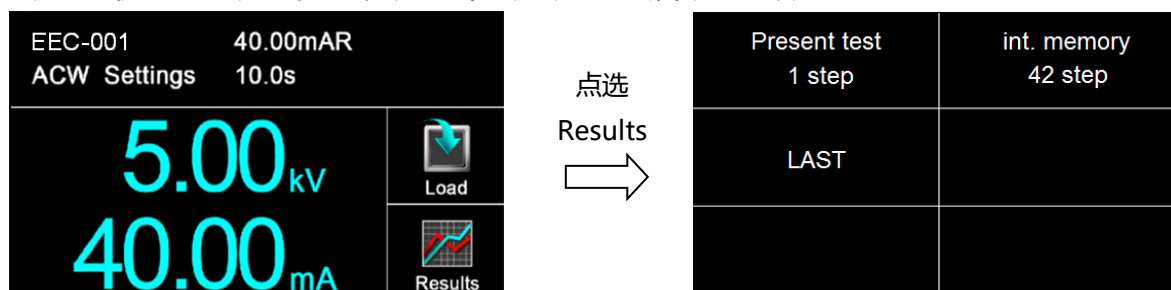 EEC-001 40.00mAR
ACW Settings 10.0s
5.00kV
Load
40.00mA
Results
点选
Results
Present test
1 step
int. memory
42 step
LAST